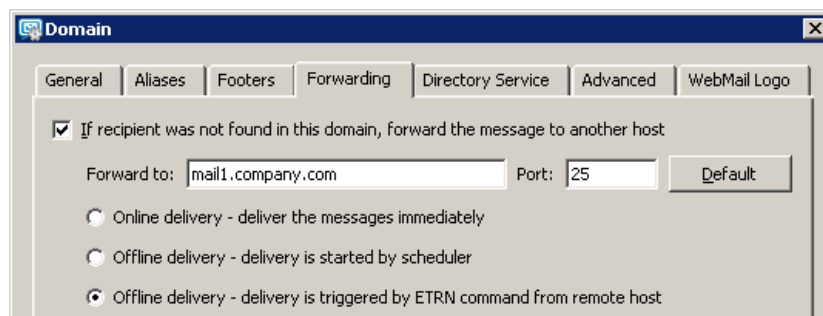 Domain
General Aliases Footers Forwarding Directory Service Advanced WebMail Logo
If recipient was not found in this domain, forward the message to another host
Forward to: mail1.company.com Port: 25 Default
Online delivery - deliver the messages immediately
Offline delivery - delivery is started by scheduler
Offline delivery - delivery is triggered by ETRN command from remote host